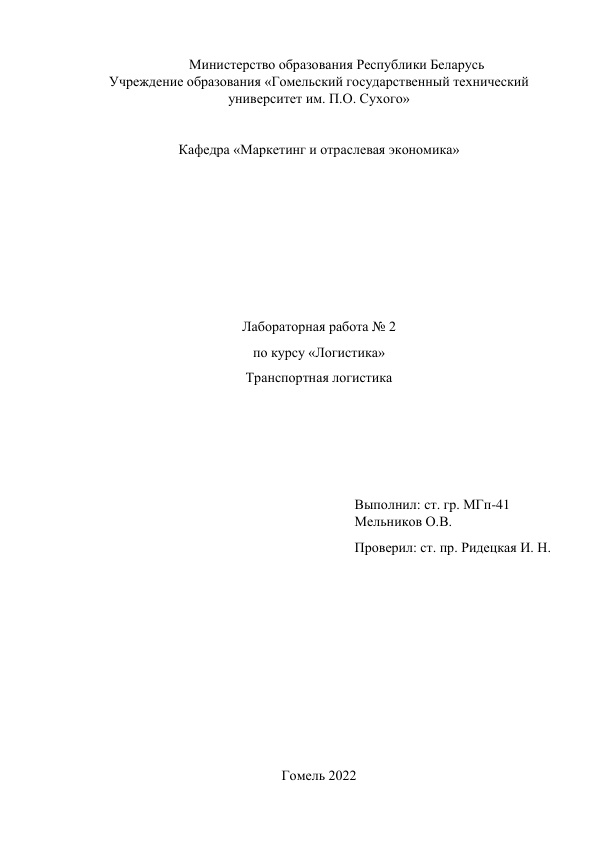 Министерство образования Республики Беларусь
Учреждение образования «Гомельский государственный технический
университет им. П.О. Сухого»
Кафедра «Маркетинг и отраслевая экономика»
Лабораторная работа № 2
по курсу «Логистика»
Транспортная логистика
Выполнил: ст. гр. МГп-41
Мельников О.В.
Проверил: ст. пр. Ридецкая И. Н.
Гомель 2022